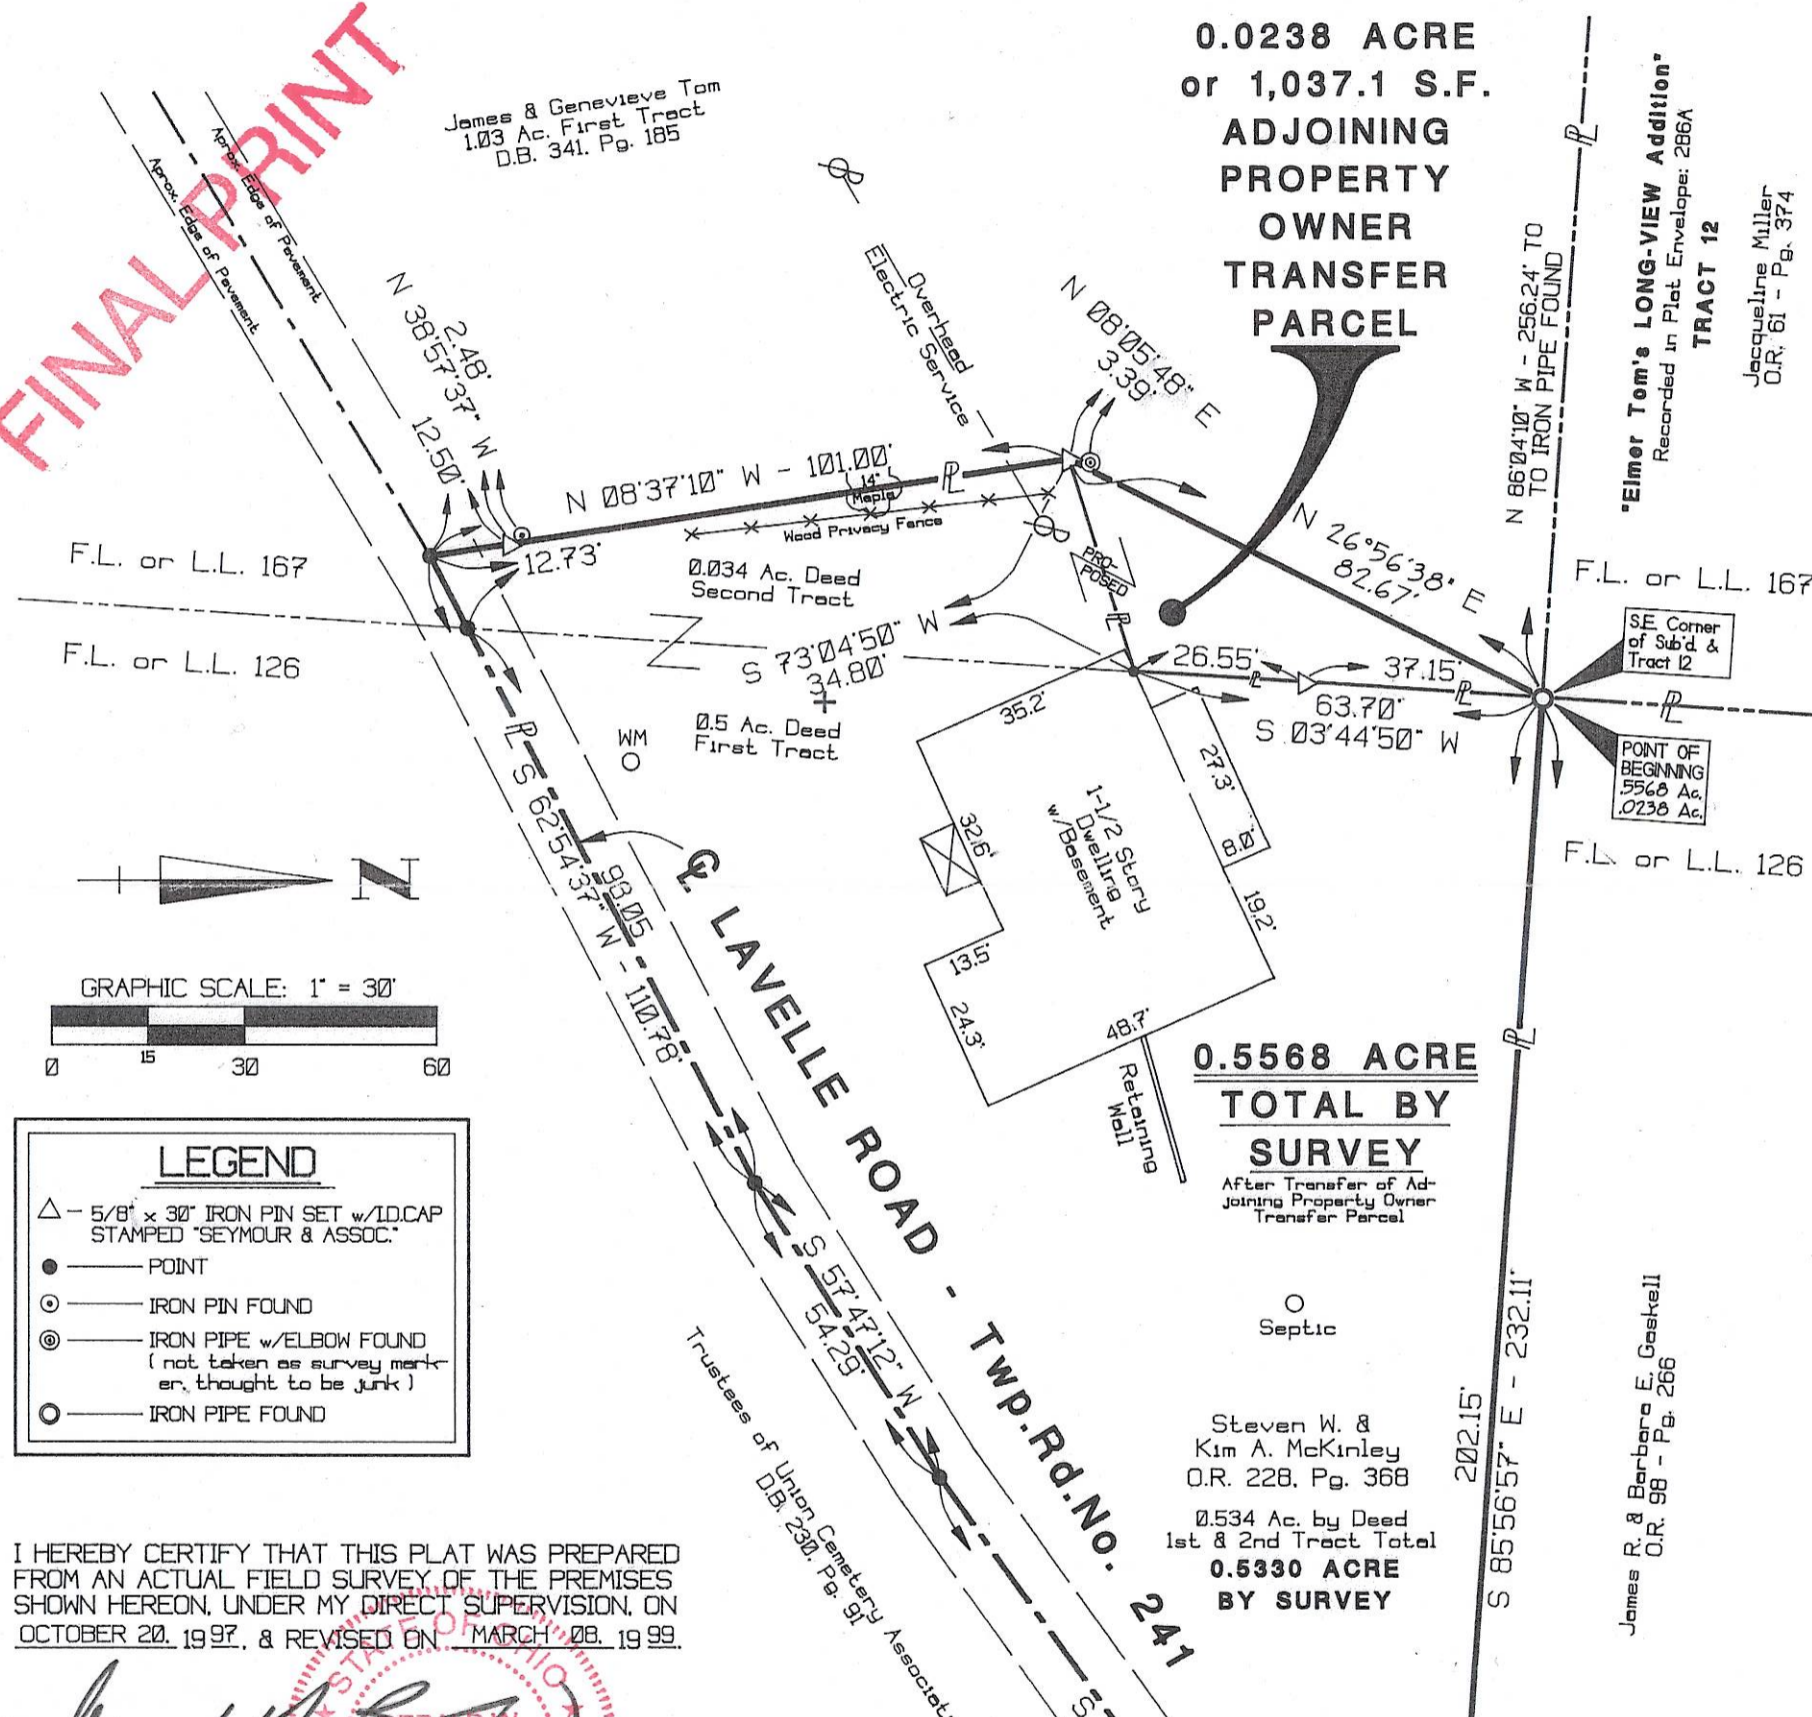 FINAL PRINT
James & Genevieve Tom
1.03 Ac. First Tract
D.B. 341, Pg. 185
0.0238 ACRE
or 1,037.1 S.F.
ADJOINING
PROPERTY
OWNER
TRANSFER
PARCEL
"Elmer Tom's LONG-VIEW Addition"
Recorded in Plat Envelope: 286A
TRACT 12
Jacqueline Miller
O.R. 61 - Pg. 374
N 86°04'10" W - 256.24' TO
TO IRON PIPE FOUND
Aprox. Edge of Pavement
Aprox. Edge of Pavement
2.48'
N 38°57'37" W
12.50'
Overhead
Electric Service
N 08°05'48" E
3.39'
N 08°37'10" W - 101.00'
PL
14"
Maple
Wood Privacy Fence
12.73'
N 26°56'38" E
82.67'
PRO-
POSED
PL
F.L. or L.L. 167
F.L. or L.L. 126
0.034 Ac. Deed
Second Tract
S 73°04'50" W
34.80'
0.5 Ac. Deed
First Tract
26.55'
37.15'
63.70'
S 03°44'50" W
F.L. or L.L. 167
S.E. Corner
of Sub'd. &
Tract 12
POINT OF
BEGINNING
.5568 Ac.
.0238 Ac.
F.L. or L.L. 126
WM
35.2'
27.3'
32.6'
8.0'
19.2'
13.5'
24.3'
48.7'
1-1/2 Story
Dwelling
w/Basement
Retaining
Wall
PL
S 62°54'37" W - 110.78'
98.05
N
GRAPHIC SCALE: 1" = 30'
0 15 30 60
CL LAVELLE ROAD - Twp.Rd.No. 241
0.5568 ACRE
TOTAL BY
SURVEY
After Transfer of Ad-
joining Property Owner
Transfer Parcel
LEGEND
△ - 5/8" x 30" IRON PIN SET w/I.D.CAP
STAMPED "SEYMOUR & ASSOC."
POINT
IRON PIN FOUND
IRON PIPE w/ELBOW FOUND
( not taken as survey mark-
er, thought to be junk )
IRON PIPE FOUND
S 57°47'12" W
54.29'
Septic
Trustees of Union Cemetery
D.B. 230, Pg. 91
Steven W. &
Kim A. McKinley
O.R. 228, Pg. 368
0.534 Ac. by Deed
1st & 2nd Tract Total
0.5330 ACRE
BY SURVEY
202.15'
S 85°56'57" E - 232.11'
James R. & Barbara E. Gaskell
O.R. 98 - Pg. 266
I HEREBY CERTIFY THAT THIS PLAT WAS PREPARED
FROM AN ACTUAL FIELD SURVEY OF THE PREMISES
SHOWN HEREON, UNDER MY DIRECT SUPERVISION, ON
OCTOBER 20, 1997, & REVISED ON MARCH 08, 1999.
STATE OF OHIO